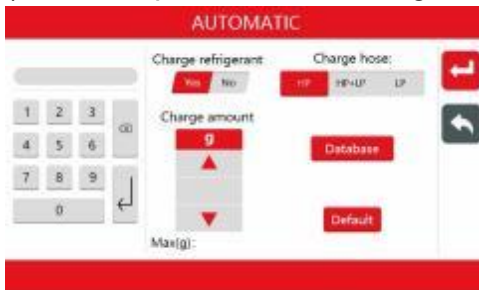 AUTOMATIC
Charge refrigerant
Charge hose:
Yes No
HP HP+LP LP
1 2 3
4 5 6
7 8 9
0
Charge amount
g
Database
Default
Max(g):